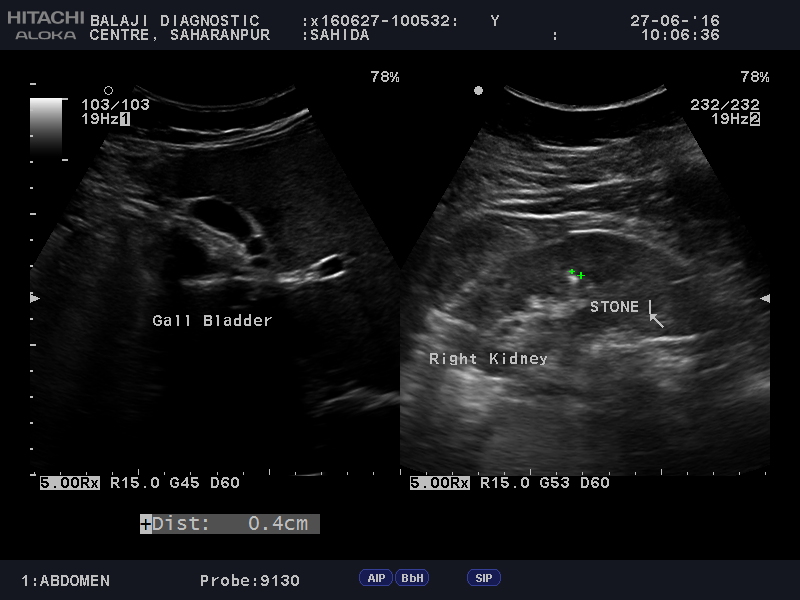 HITACHI
ALOKA
BALAJI DIAGNOSTIC :x160627-100532: Y 27-06-'16
CENTRE, SAHARANPUR :SAHIDA : 10:06:36
78%
103/103
19Hz1
78%
232/232
19Hz2
Gall Bladder
STONE
Right Kidney
5.00Rx R15.0 G45 D60
5.00Rx R15.0 G53 D60
+Dist: 0.4cm
1:ABDOMEN Probe:9130 AIP BbH SIP